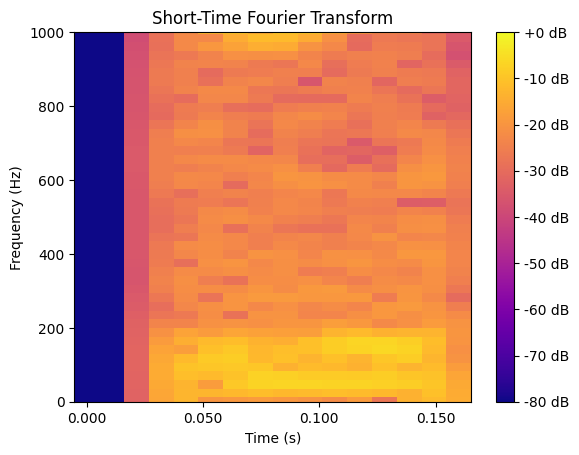 Short-Time Fourier Transform
1000
800
600
400
200
0
Frequency (Hz)
0.000
0.050
0.100
0.150
Time (s)
+0 dB
-10 dB
-20 dB
-30 dB
-40 dB
-50 dB
-60 dB
-70 dB
-80 dB